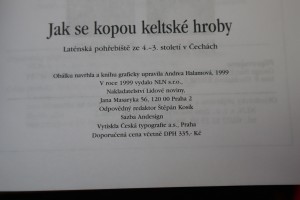 Jak se kopou keltské hroby
Laténská pohřebiště ze 4.–3. století v Čechách
Obálku navrhla a knihu graficky upravila Andrea Halamová, 1999
V roce 1999 vydalo NLN s.r.o.,
Nakladatelství Lidové noviny,
Jana Masaryka 56, 120 00 Praha 2
Odpovědný redaktor Štěpán Kosík
Sazba Andesign
Vytiskla Česká typografie a.s., Praha
Doporučená cena včetně DPH 335,- Kč